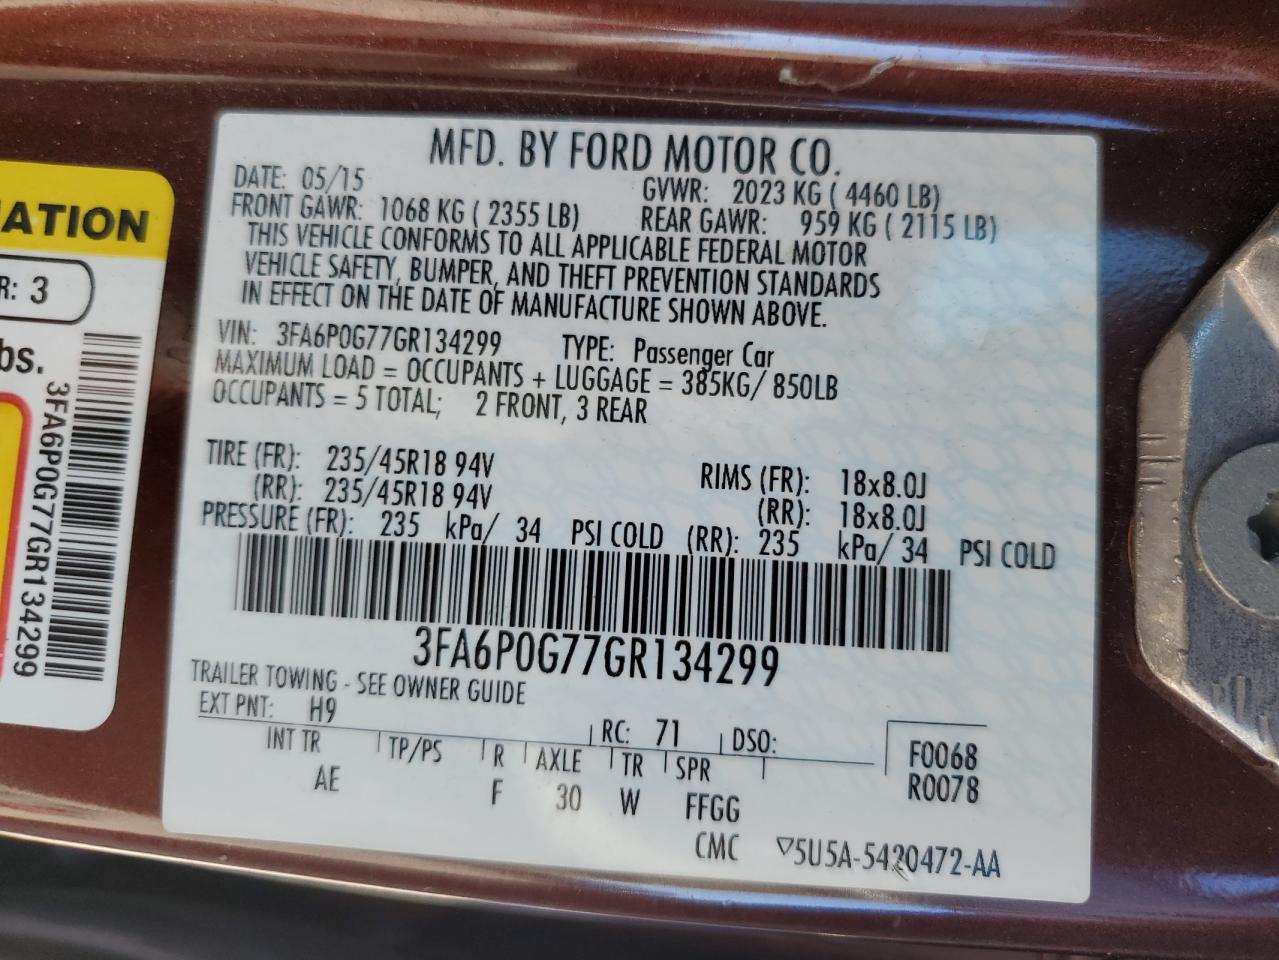 MFD. BY FORD MOTOR CO.
DATE: 05/15 GVWR: 2023 KG ( 4460 LB)
FRONT GAWR: 1068 KG ( 2355 LB) REAR GAWR: 959 KG ( 2115 LB)
THIS VEHICLE CONFORMS TO ALL APPLICABLE FEDERAL MOTOR
VEHICLE SAFETY, BUMPER, AND THEFT PREVENTION STANDARDS
IN EFFECT ON THE DATE OF MANUFACTURE SHOWN ABOVE.
VIN: 3FA6P0G77GR134299 TYPE: Passenger Car
MAXIMUM LOAD = OCCUPANTS + LUGGAGE = 385KG/ 850LB
OCCUPANTS = 5 TOTAL; 2 FRONT, 3 REAR
TIRE (FR): 235/45R18 94V RIMS (FR): 18x8.0J
(RR): 235/45R18 94V (RR): 18x8.0J
PRESSURE (FR): 235 kPa/ 34 PSI COLD (RR): 235 kPa/ 34 PSI COLD
3FA6P0G77GR134299
TRAILER TOWING - SEE OWNER GUIDE
EXT PNT: H9 RC: 71 DSO:
INT TR TP/PS R AXLE TR SPR F0068
AE F 30 W FFGG R0078
CMC ▽5U5A-5420472-AA
ATION
R: 3
bs.
3FA6P0G77GR134299